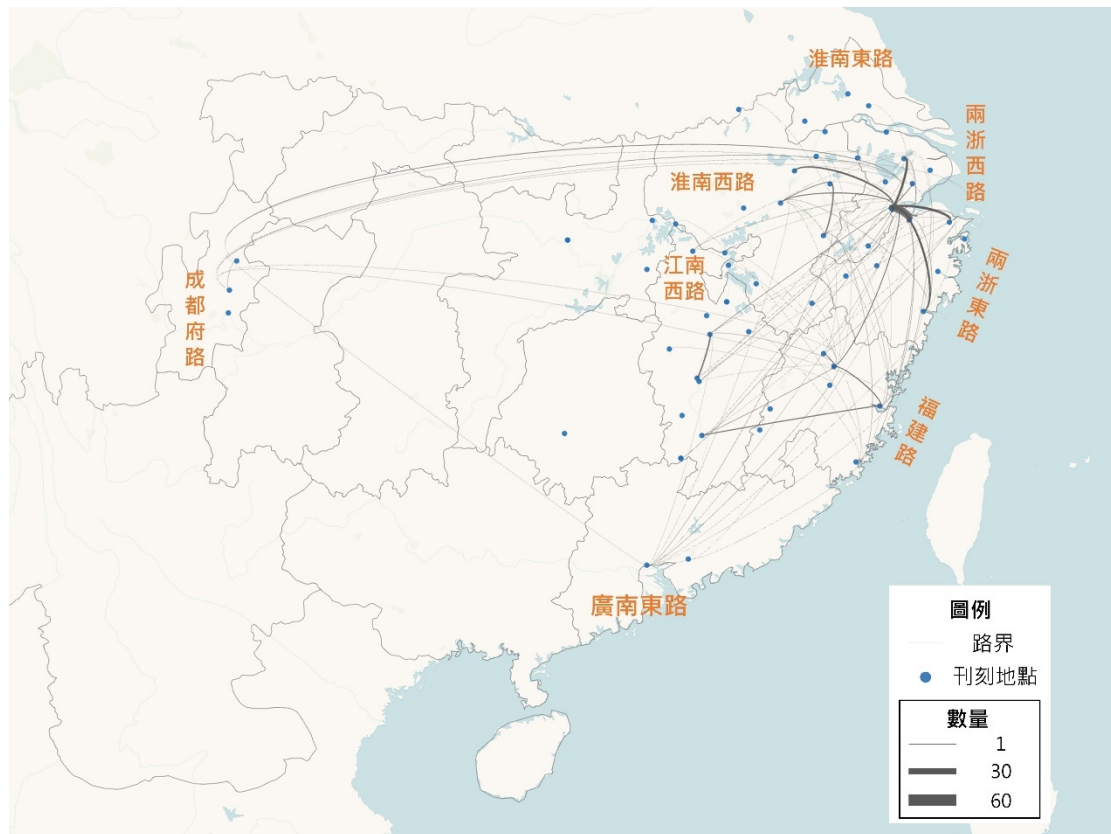 淮南東路
兩浙西路
淮南西路
江南
西路
成都府路
兩浙東路
福建路
廣南東路
圖例
路界
刊刻地點
數量
1
30
60